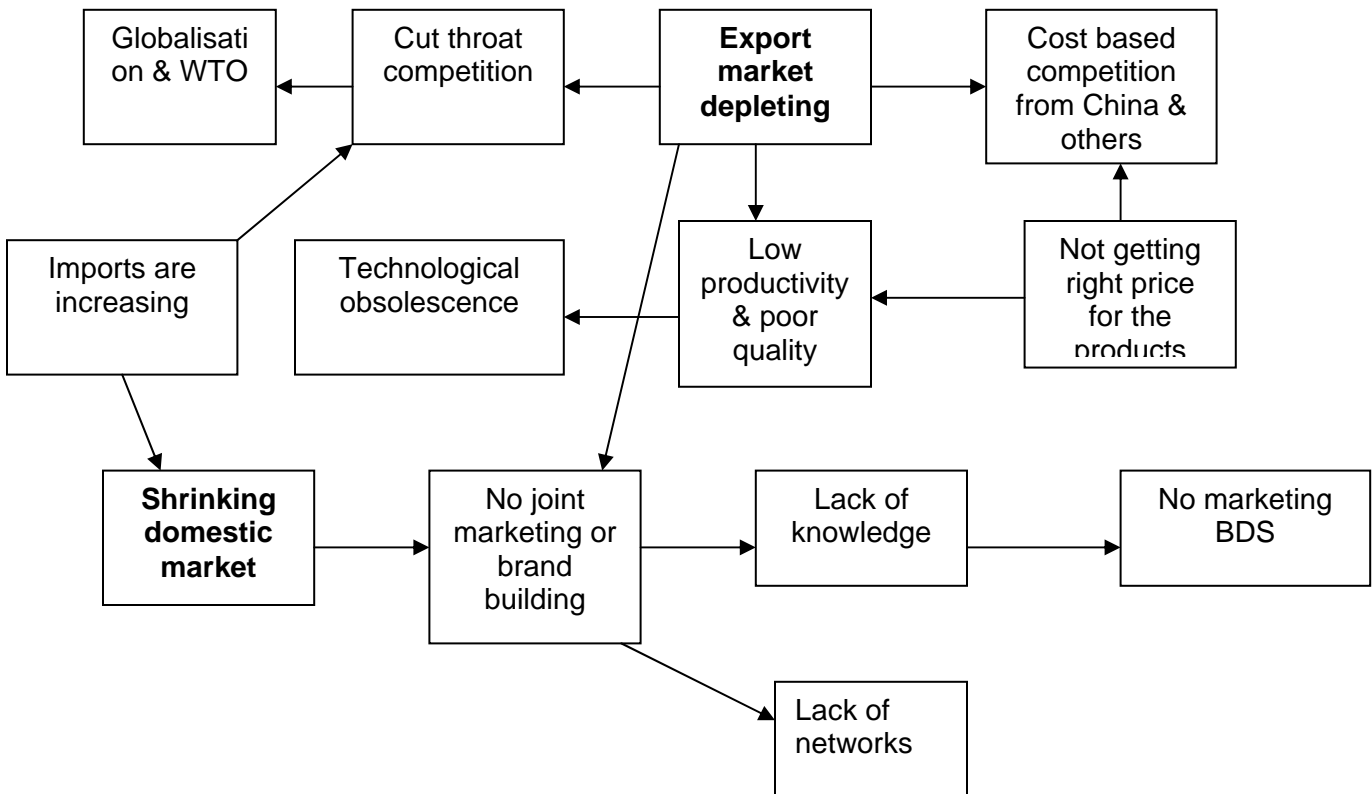 Globalisati
on & WTO
Cut throat
competition
Export
market
depleting
Cost based
competition
from China &
others
Imports are
increasing
Technological
obsolescence
Low
productivity
& poor
quality
Not getting
right price
for the
products
Shrinking
domestic
market
No joint
marketing or
brand
building
Lack of
knowledge
No marketing
BDS
Lack of
networks